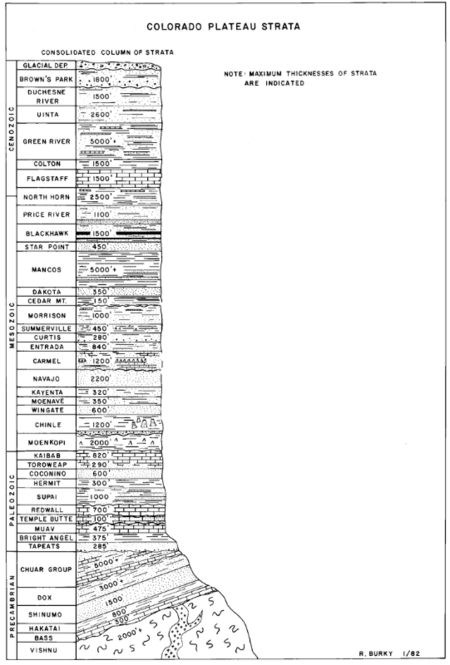 COLORADO PLATEAU STRATA
CONSOLIDATED COLUMN OF STRATA
NOTE: MAXIMUM THICKNESSES OF STRATA
ARE INDICATED
CENOZOIC
GLACIAL DEP.
BROWN'S PARK 1800'
DUCHESNE
RIVER 1500'
UINTA 2600'
GREEN RIVER 5000'+
COLTON 1500'
FLAGSTAFF 1500'
NORTH HORN 2500'
MESOZOIC
PRICE RIVER 1100'
BLACKHAWK 1500'
STAR POINT 450'
MANCOS 5000'+
DAKOTA 350'
CEDAR MT. 150'
MORRISON 1000'
SUMMERVILLE 450'
CURTIS 280'
ENTRADA 840'
CARMEL 1200'
NAVAJO 2200'
KAYENTA 320'
MOENAVE 350'
WINGATE 600'
CHINLE 1200'
MOENKOPI 2000'
PALEOZOIC
KAIBAB 820'
TOROWEAP 290'
COCONINO 600'
HERMIT 300'
SUPAI 1000'
REDWALL 700'
TEMPLE BUTTE 100'
MUAV 475'
BRIGHT ANGEL 375'
TAPEATS 285'
PRECAMBRIAN
CHUAR GROUP 5000'+
3000'+
DOX 1500'
SHINUMO 800'
HAKATAI
BASS 2000'+
VISHNU
R. BURKY 1/82